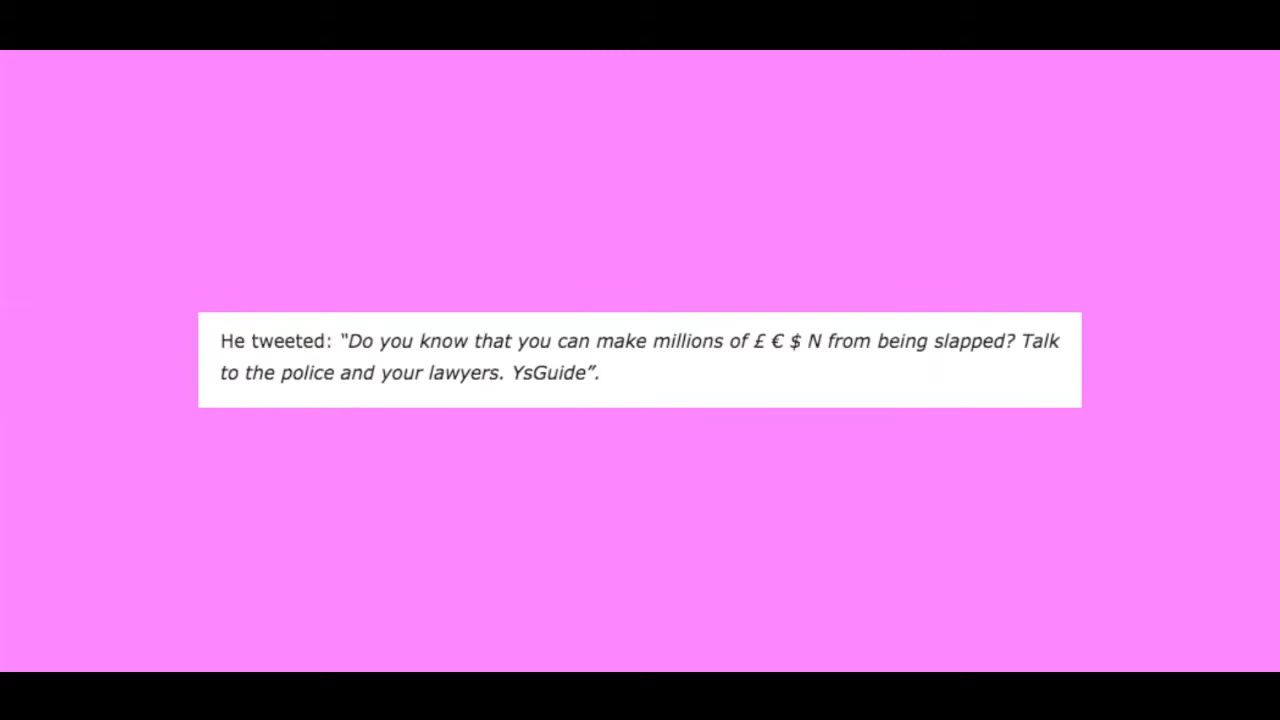 He tweeted: “Do you know that you can make millions of £ € $ N from being slapped? Talk
to the police and your lawyers. YsGuide”.